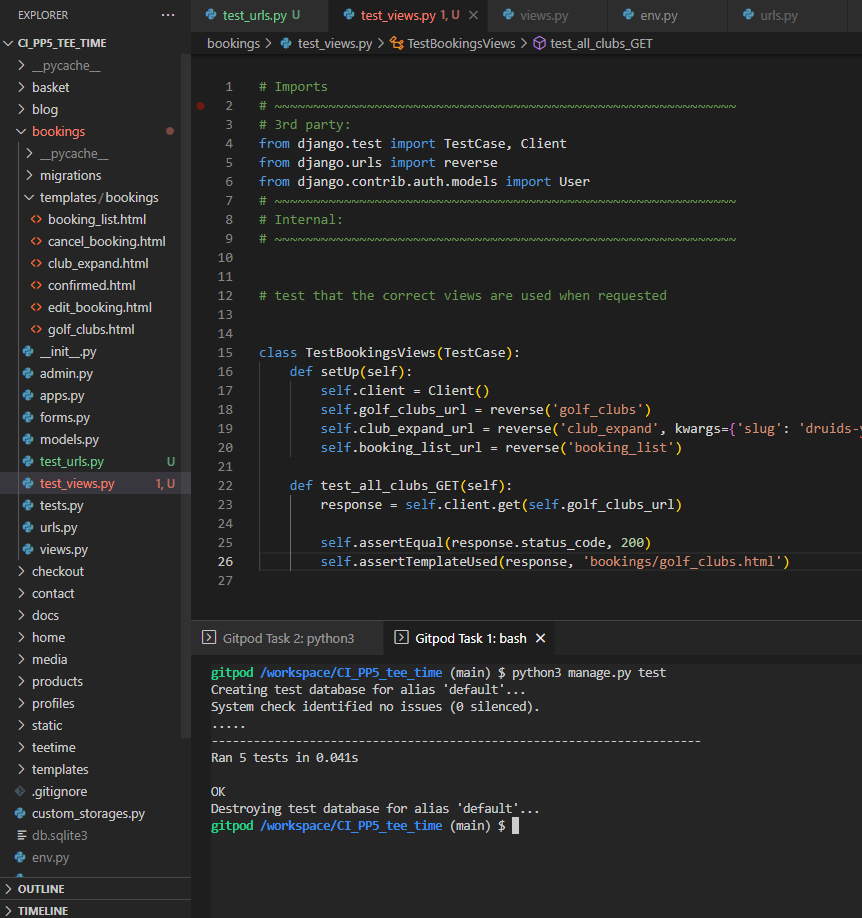 EXPLORER ···
test_urls.py U test_views.py 1, U × views.py env.py urls.py
CI_PP5_TEE_TIME
bookings > test_views.py > TestBookingsViews > test_all_clubs_GET
__pycache__
basket
blog
bookings
__pycache__
migrations
templates/bookings
booking_list.html
cancel_booking.html
club_expand.html
confirmed.html
edit_booking.html
golf_clubs.html
__init__.py
admin.py
apps.py
forms.py
models.py
test_urls.py U
test_views.py 1, U
tests.py
urls.py
views.py
checkout
contact
docs
home
media
products
profiles
static
teetime
templates
.gitignore
custom_storages.py
db.sqlite3
env.py
OUTLINE
TIMELINE
1 # Imports
2 # ~~~~~~~~~~~~~~~~~~~~~~~~~~~~~~~~~~~~~~~~~~~~~~~~~~~~~~~~~~~~
3 # 3rd party:
4 from django.test import TestCase, Client
5 from django.urls import reverse
6 from django.contrib.auth.models import User
7 # ~~~~~~~~~~~~~~~~~~~~~~~~~~~~~~~~~~~~~~~~~~~~~~~~~~~~~~~~~~~~
8 # Internal:
9 # ~~~~~~~~~~~~~~~~~~~~~~~~~~~~~~~~~~~~~~~~~~~~~~~~~~~~~~~~~~~~
10
11
12 # test that the correct views are used when requested
13
14
15 class TestBookingsViews(TestCase):
16 def setUp(self):
17 self.client = Client()
18 self.golf_clubs_url = reverse('golf_clubs')
19 self.club_expand_url = reverse('club_expand', kwargs={'slug': 'druids-
20 self.booking_list_url = reverse('booking_list')
21
22 def test_all_clubs_GET(self):
23 response = self.client.get(self.golf_clubs_url)
24
25 self.assertEqual(response.status_code, 200)
26 self.assertTemplateUsed(response, 'bookings/golf_clubs.html')
27
Gitpod Task 2: python3 Gitpod Task 1: bash ×
gitpod /workspace/CI_PP5_tee_time (main) $ python3 manage.py test
Creating test database for alias 'default'...
System check identified no issues (0 silenced).
.....
----------------------------------------------------------------------
Ran 5 tests in 0.041s
OK
Destroying test database for alias 'default'...
gitpod /workspace/CI_PP5_tee_time (main) $